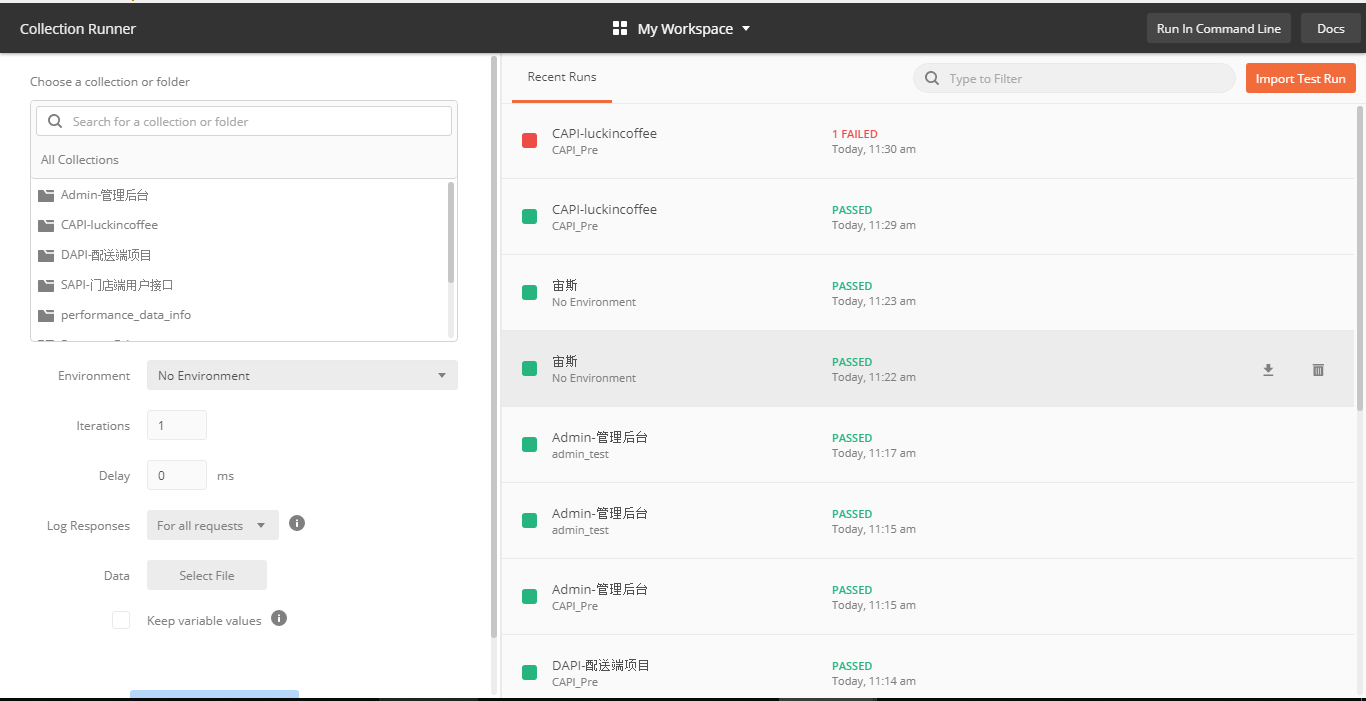 Collection Runner
My Workspace
Run In Command Line
Docs
Choose a collection or folder
Search for a collection or folder
All Collections
Admin-管理后台
CAPI-luckincoffee
DAPI-配送端项目
SAPI-门店端用户接口
performance_data_info
Environment
No Environment
Iterations
1
Delay
0
ms
Log Responses
For all requests
Data
Select File
Keep variable values
Recent Runs
Type to Filter
Import Test Run
CAPI-luckincoffee
1 FAILED
CAPI_Pre
Today, 11:30 am
CAPI-luckincoffee
PASSED
CAPI_Pre
Today, 11:29 am
宙斯
PASSED
No Environment
Today, 11:23 am
宙斯
PASSED
No Environment
Today, 11:22 am
Admin-管理后台
PASSED
admin_test
Today, 11:17 am
Admin-管理后台
PASSED
admin_test
Today, 11:15 am
Admin-管理后台
PASSED
CAPI_Pre
Today, 11:15 am
DAPI-配送端项目
PASSED
CAPI_Pre
Today, 11:14 am